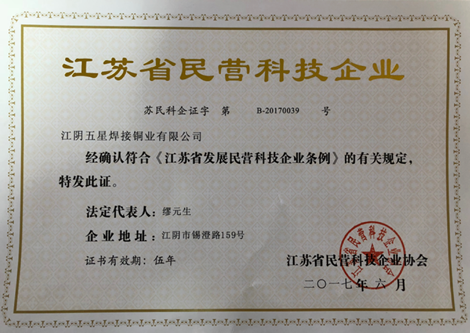 江苏省民营科技企业
苏民科企证字 第 B-20170039 号
江阴五星焊接铜业有限公司
经确认符合《江苏省发展民营科技企业条例》的有关规定，
特发此证。
法定代表人：缪元生
企业地址：江阴市锡澄路159号
证书有效期：伍年
江苏省民营科技企业协会
二〇一七年六月